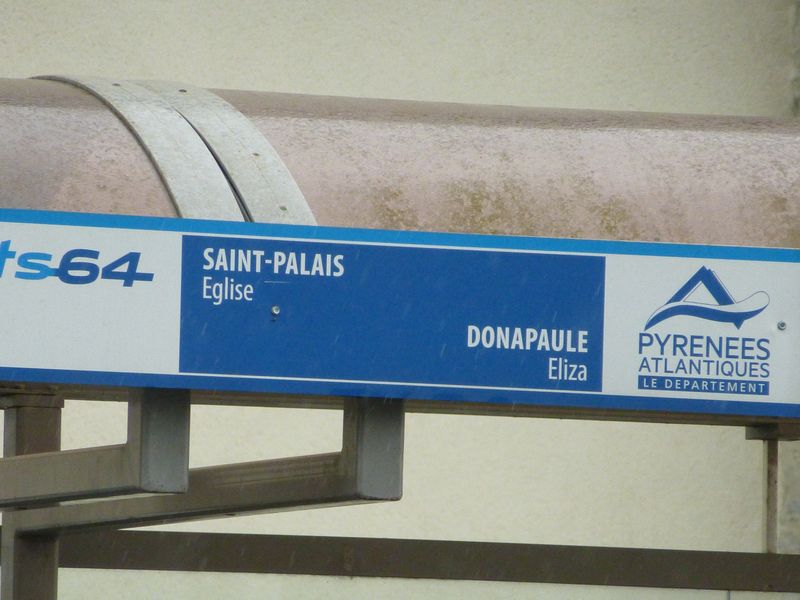 ts64
SAINT-PALAIS
Eglise
DONAPAULE
Eliza
PYRENEES
ATLANTIQUES
LE DEPARTEMENT